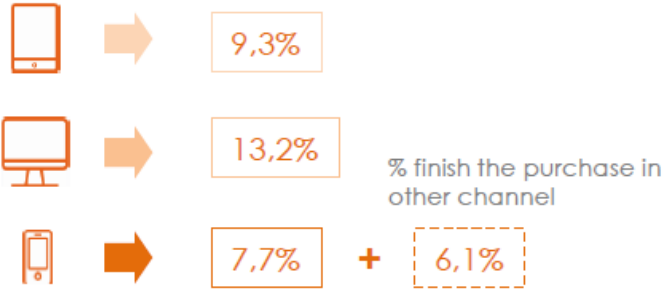 9,3%
13,2%
% finish the purchase in
other channel
7,7% + 6,1%